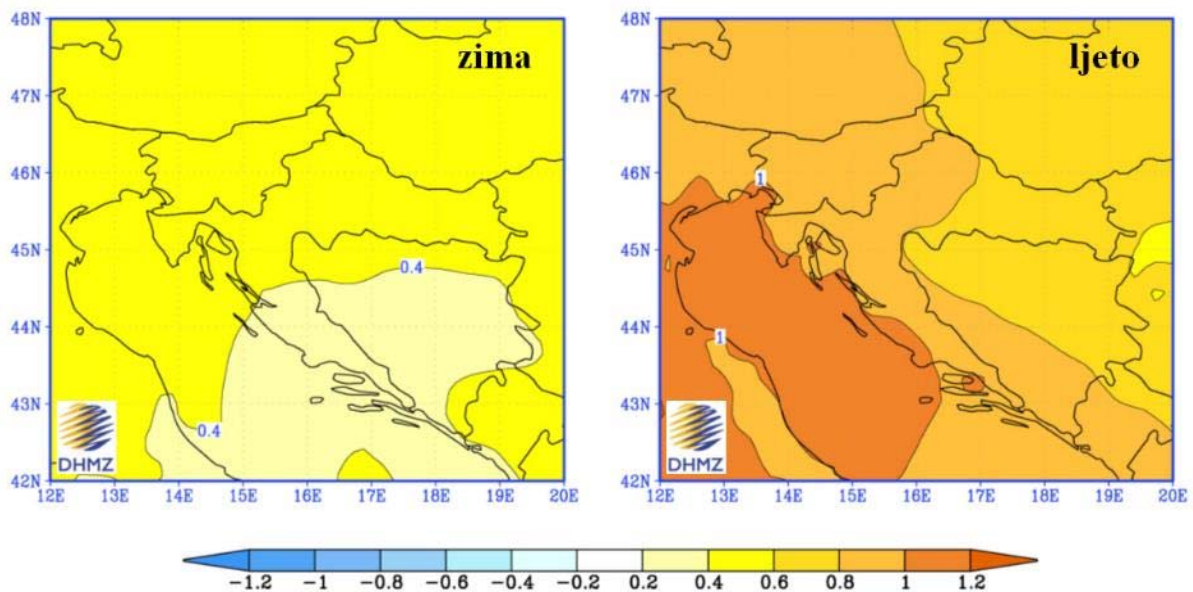 zima
ljeto
48N
47N
46N
45N
44N
43N
42N
0.4
0.4
DHMZ
12E 13E 14E 15E 16E 17E 18E 19E 20E
48N
47N
46N
45N
44N
43N
42N
1
1
DHMZ
12E 13E 14E 15E 16E 17E 18E 19E 20E
-1.2 -1 -0.8 -0.6 -0.4 -0.2 0.2 0.4 0.6 0.8 1 1.2